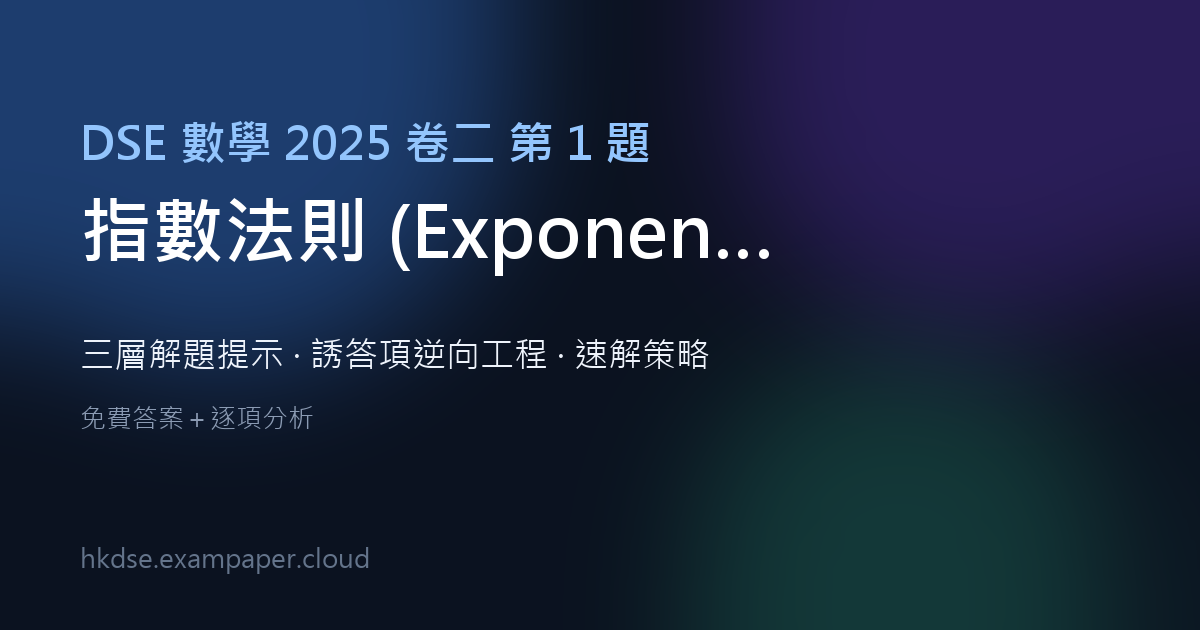 DSE 數學 2025 卷二 第 1 題
指數法則 (Exponen...
三層解題提示 · 誘答項逆向工程 · 速解策略
免費答案 + 逐項分析
hkdse.exampaper.cloud